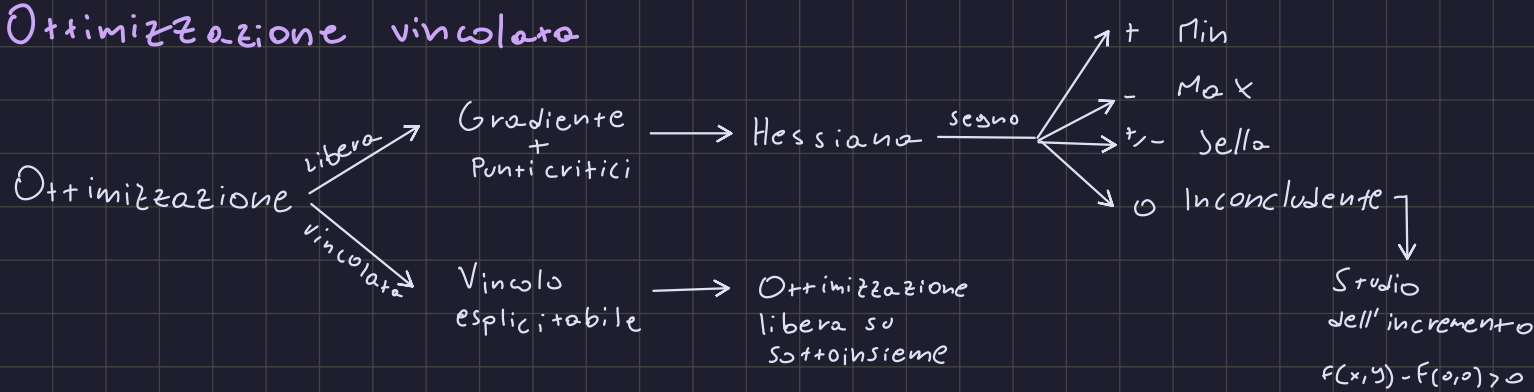 Ottimizzazione vincolata
Ottimizzazione
Libera
Gradiente
+
Punti critici
Hessiana
segno
+ Min
- Max
+/- Sella
0 Inconcludente
Studio
dell'incremento
F(x,y) - F(0,0) > 0
vincolata
Vincolo
esplicitabile
Ottimizzazione
libera su
sottoinsieme